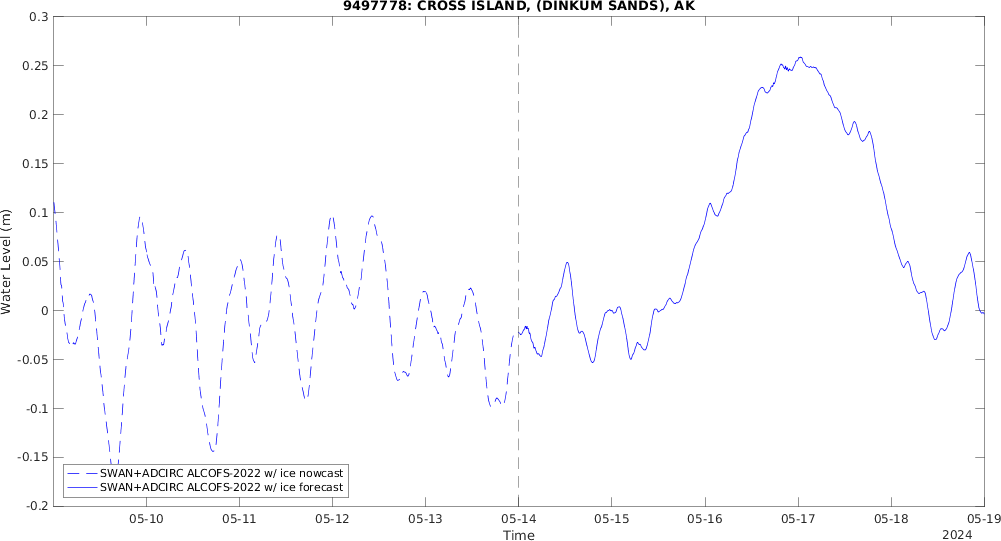 9497778: CROSS ISLAND, (DINKUM SANDS), AK
0.3
0.25
0.2
0.15
0.1
0.05
0
-0.05
-0.1
-0.15
-0.2
Water Level (m)
SWAN+ADCIRC ALCOFS-2022 w/ ice nowcast
SWAN+ADCIRC ALCOFS-2022 w/ ice forecast
05-10 05-11 05-12 05-13 05-14 05-15 05-16 05-17 05-18 05-19
Time
2024